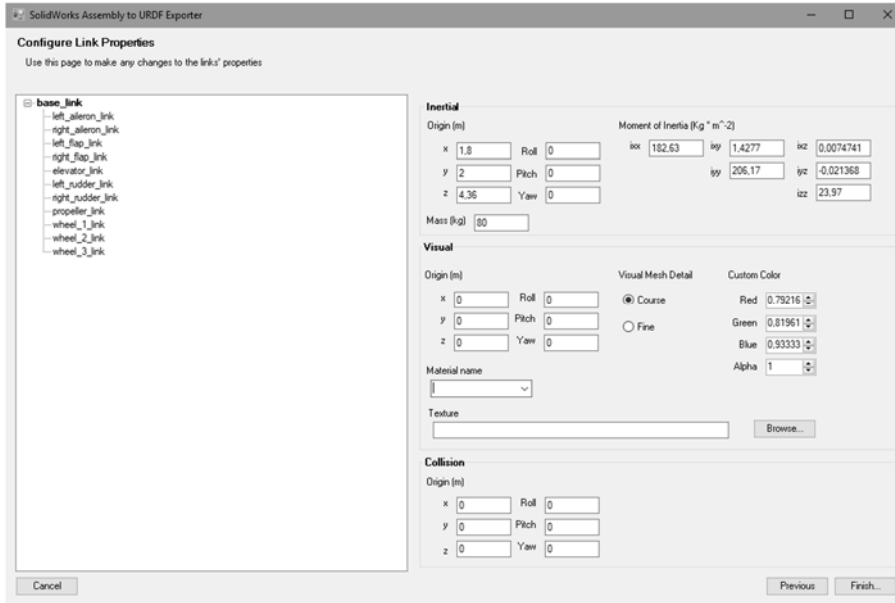 SolidWorks Assembly to URDF Exporter
Configure Link Properties
Use this page to make any changes to the links' properties
base_link
left_aileron_link
right_aileron_link
left_flap_link
right_flap_link
elevator_link
left_rudder_link
right_rudder_link
propeller_link
wheel_1_link
wheel_2_link
wheel_3_link
Inertial
Origin (m) Moment of Inertia (Kg * m^-2)
x 1,8 Roll 0 ixx 182,63 ixy 1,4277 ixz 0,0074741
y 2 Pitch 0 iyy 206,17 iyz -0,021368
z 4,36 Yaw 0 izz 23,97
Mass (kg) 80
Visual
Origin (m) Visual Mesh Detail Custom Color
x 0 Roll 0 Course Red 0.79216
y 0 Pitch 0 Fine Green 0,81961
z 0 Yaw 0 Blue 0,93333
Alpha 1
Material name
Texture
Browse...
Collision
Origin (m)
x 0 Roll 0
y 0 Pitch 0
z 0 Yaw 0
Cancel Previous Finish...